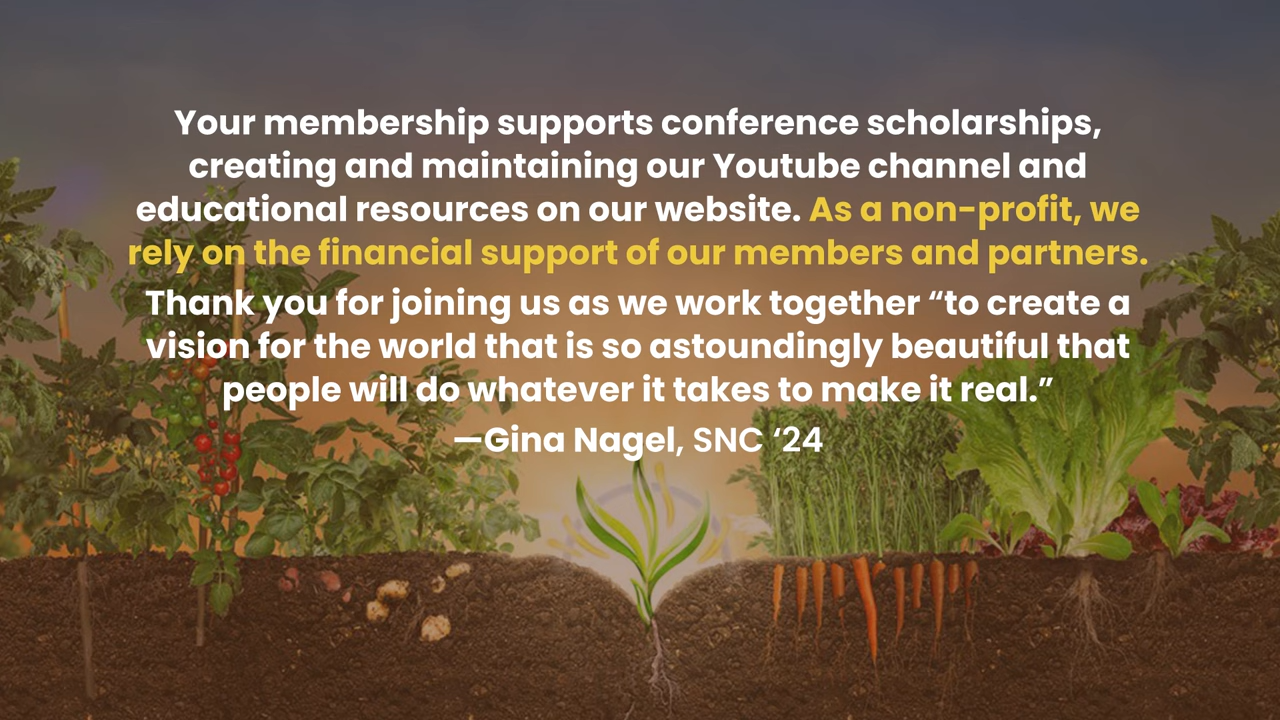 Your membership supports conference scholarships,
creating and maintaining our Youtube channel and
educational resources on our website. As a non-profit, we
rely on the financial support of our members and partners.
Thank you for joining us as we work together “to create a
vision for the world that is so astoundingly beautiful that
people will do whatever it takes to make it real.”
—Gina Nagel, SNC ‘24